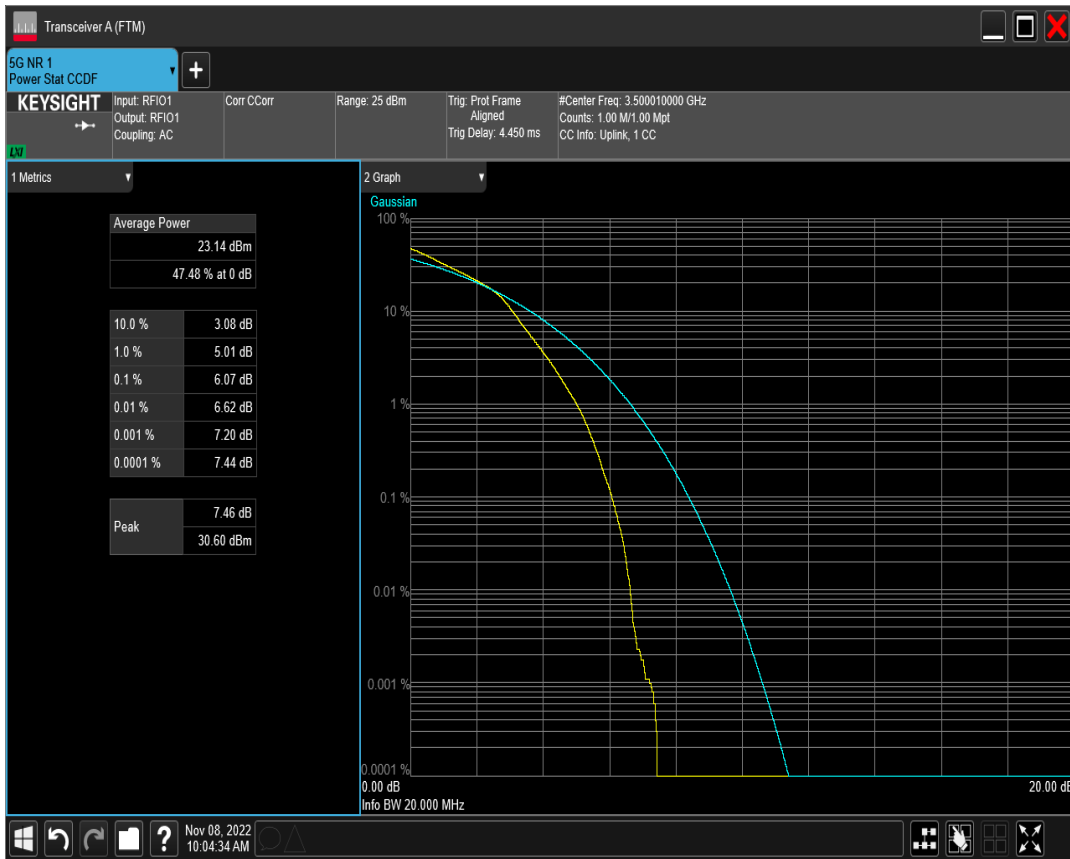 Transceiver A (FTM)
5G NR 1
Power Stat CCDF
+
KEYSIGHT
LXI
Input: RFIO1
Output: RFIO1
Coupling: AC
Corr CCorr
Range: 25 dBm
Trig: Prot Frame
Aligned
Trig Delay: 4.450 ms
#Center Freq: 3.500010000 GHz
Counts: 1.00 M/1.00 Mpt
CC Info: Uplink, 1 CC
1 Metrics
Average Power
23.14 dBm
47.48 % at 0 dB
10.0 % 3.08 dB
1.0 % 5.01 dB
0.1 % 6.07 dB
0.01 % 6.62 dB
0.001 % 7.20 dB
0.0001 % 7.44 dB
Peak 7.46 dB
30.60 dBm
2 Graph
Gaussian
100 %
10 %
1 %
0.1 %
0.01 %
0.001 %
0.0001 %
0.00 dB 20.00 dB
Info BW 20.000 MHz
?
Nov 08, 2022
10:04:34 AM